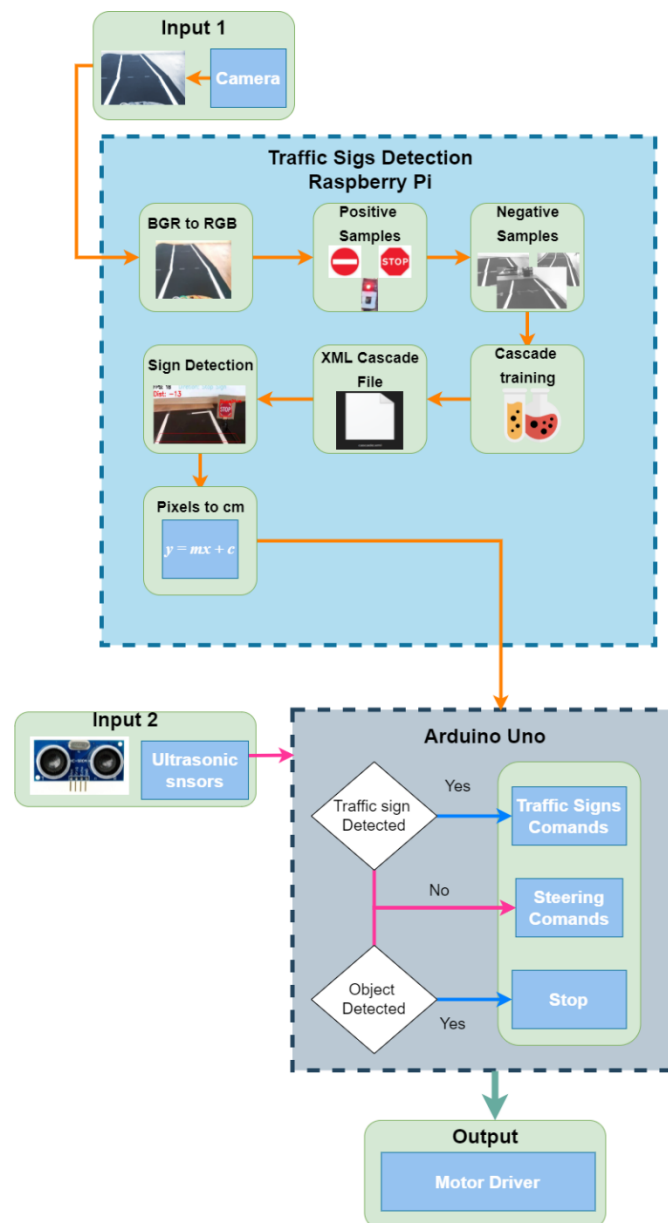 Input 1
Camera
Traffic Sigs Detection
Raspberry Pi
BGR to RGB
Positive
Samples
STOP
Negative
Samples
Sign Detection
Dist: -13
STOP
XML Cascade
File
Cascade
training
Pixels to cm
y = mx + c
Input 2
Ultrasonic
snsors
Arduino Uno
Traffic sign
Detected
Yes
Traffic Signs
Comands
No
Steering
Comands
Object
Detected
Yes
Stop
Output
Motor Driver